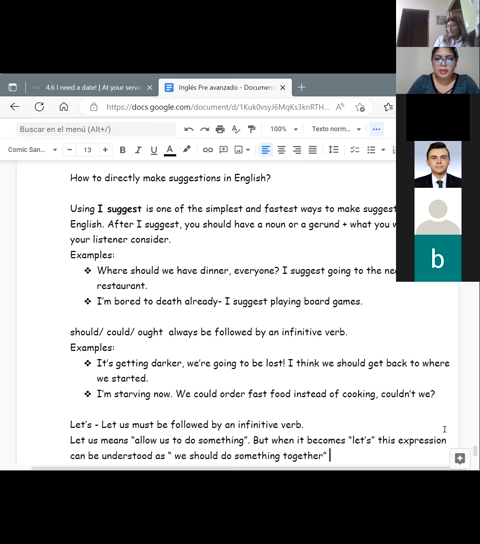 4.6 I need a date! | At your servi
Inglés Pre avanzado - Document
https://docs.google.com/document/d/1Kuk0vsyJ6MqKs3knRTH...
Buscar en el menú (Alt+/)
100%
Texto norm...
Comic San...
13
How to directly make suggestions in English?
Using I suggest is one of the simplest and fastest ways to make
English. After I suggest, you should have a noun or a gerund + what you
your listener consider.
Examples:
❖ Where should we have dinner, everyone? I suggest going to the
restaurant.
❖ I'm bored to death already- I suggest playing board games.
should/ could/ ought always be followed by an infinitive verb.
Examples:
❖ It's getting darker, we're going to be lost! I think we should get back to where
we started.
❖ I'm starving now. We could order fast food instead of cooking, couldn't we?
Let's - Let us must be followed by an infinitive verb.
Let us means "allow us to do something". But when it becomes "let's" this expression
can be understood as " we should do something together"
b